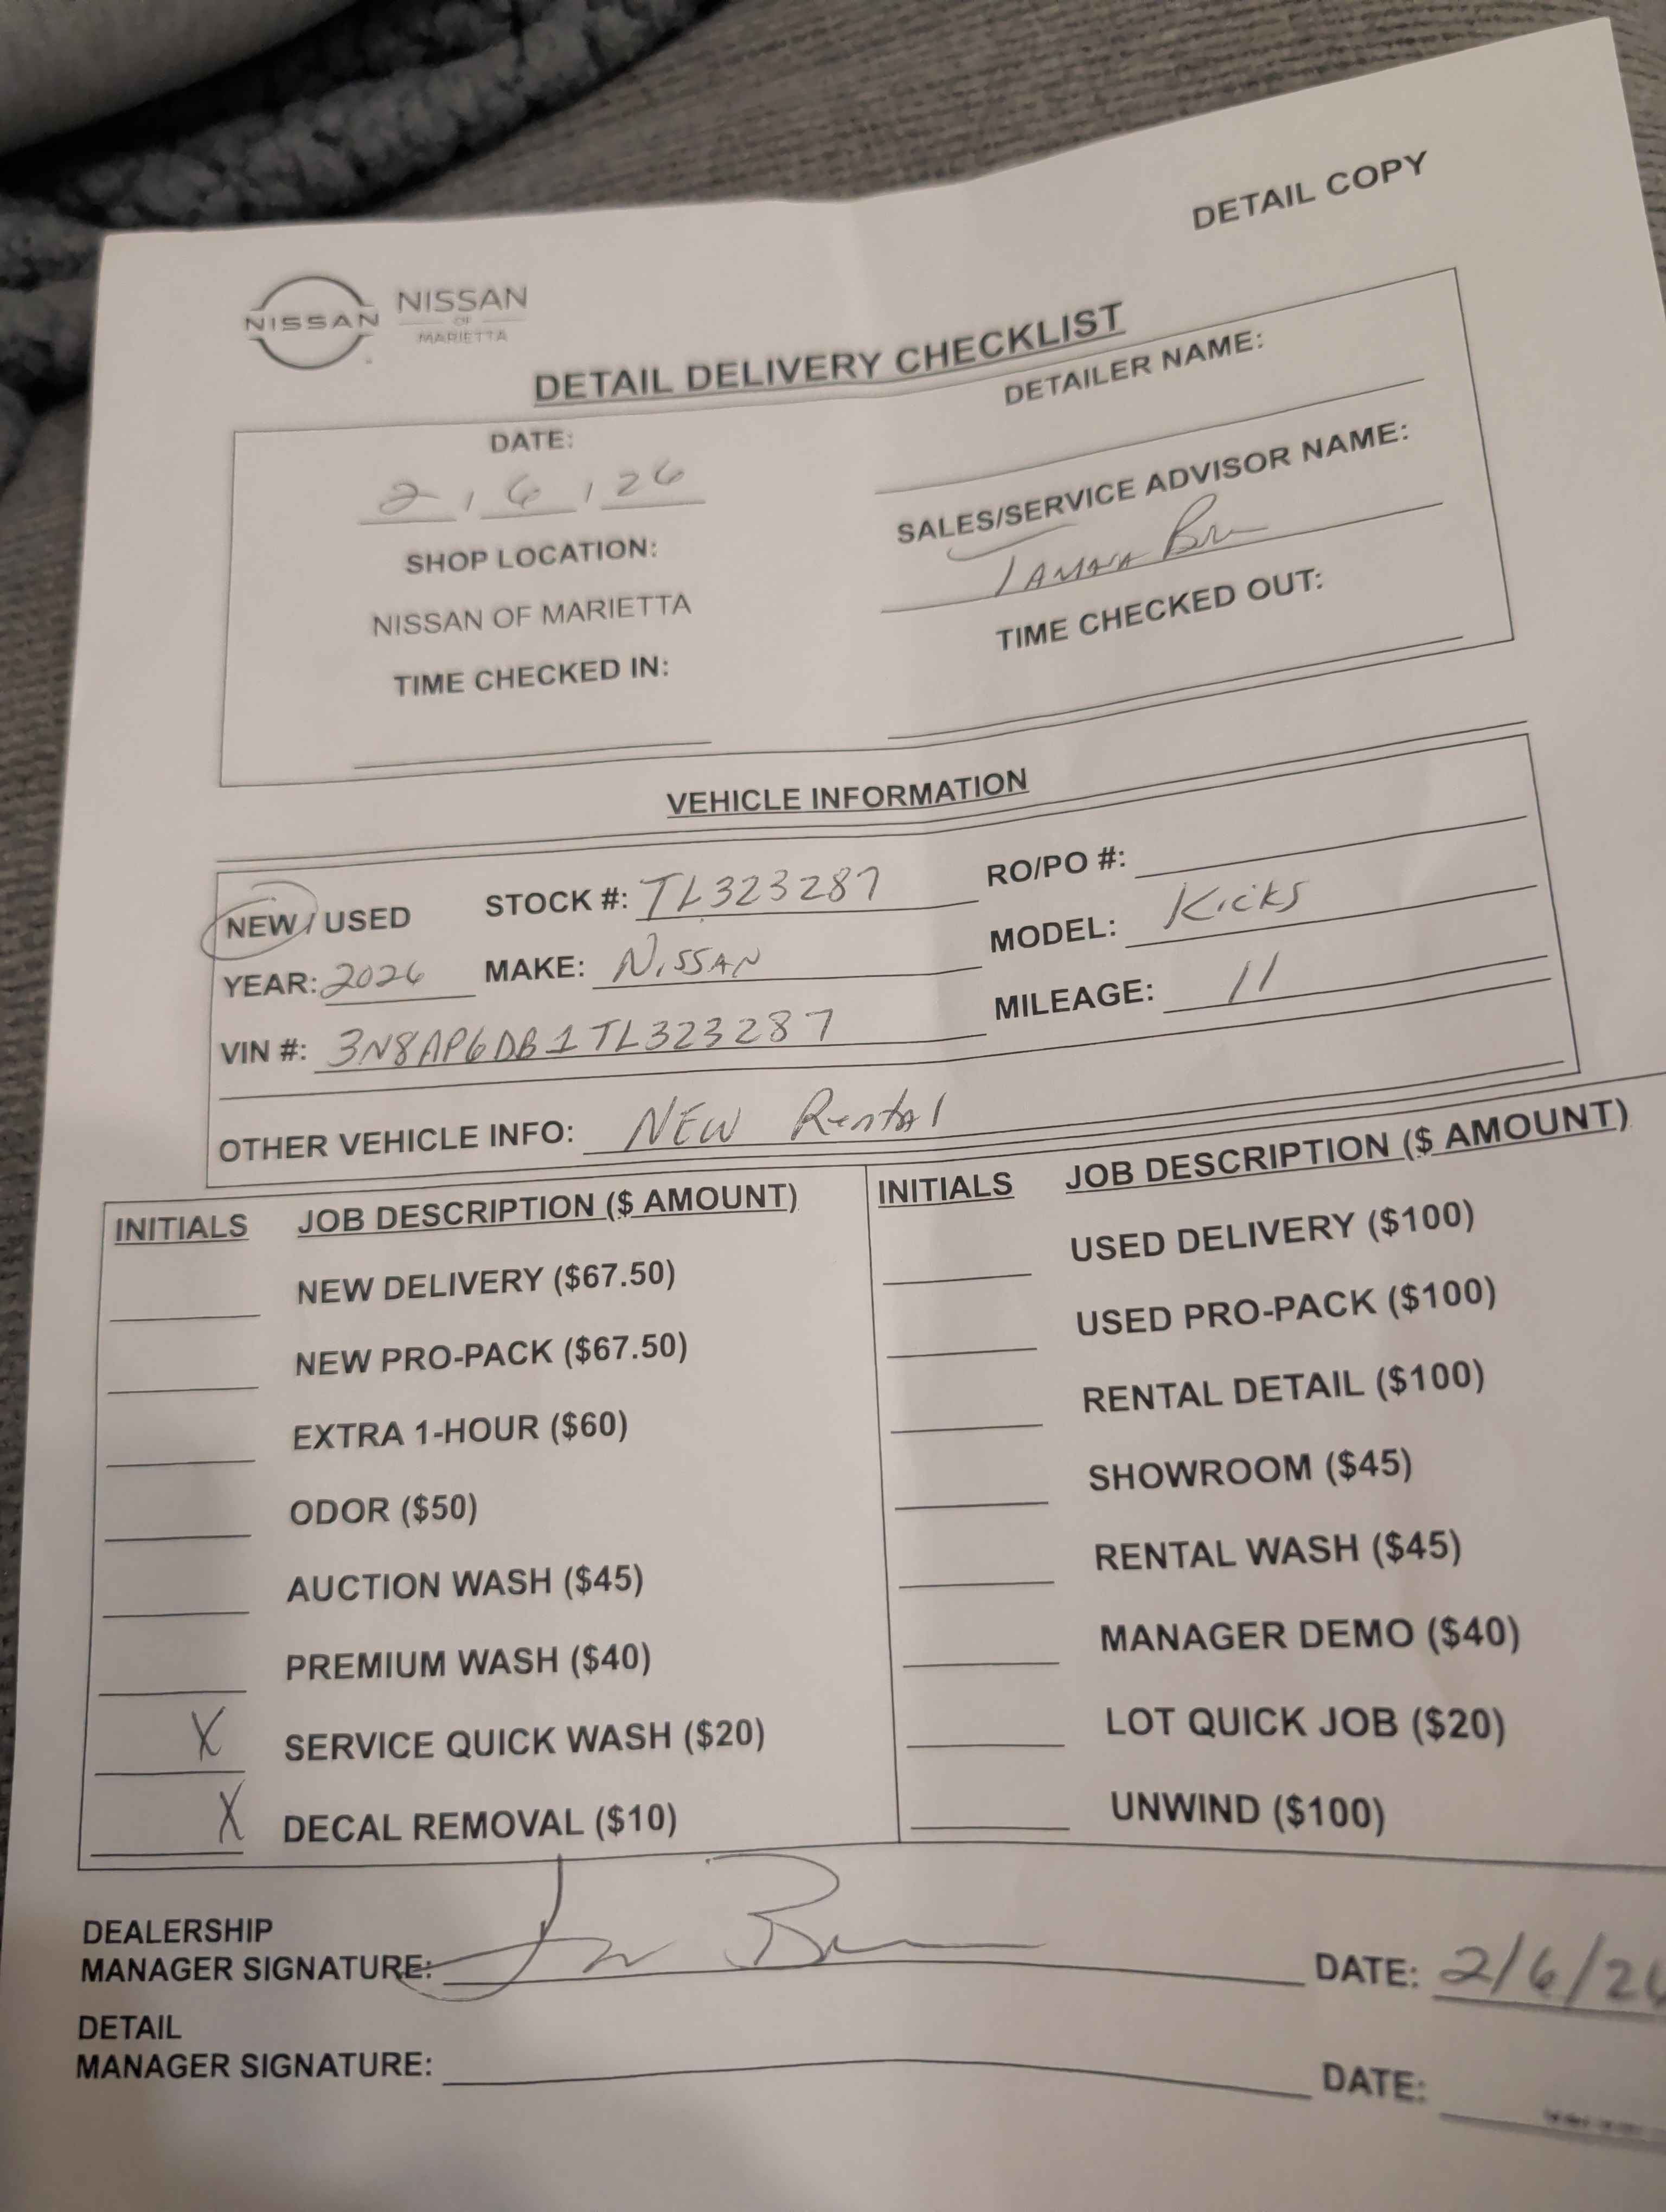 DETAIL COPY
NISSAN
NISSAN
OF
MARIETTA
DETAIL DELIVERY CHECKLIST
DATE:
2 / 6 / 26
SHOP LOCATION:
NISSAN OF MARIETTA
TIME CHECKED IN:
DETAILER NAME:
SALES/SERVICE ADVISOR NAME:
TIME CHECKED OUT:
VEHICLE INFORMATION
NEW / USED STOCK #: TL323287 RO/PO #:
YEAR: 2026 MAKE: NISSAN MODEL: Kicks
VIN #: 3N8AP6DB1TL323287 MILEAGE: 11
OTHER VEHICLE INFO: NEW Rental
INITIALS JOB DESCRIPTION ($ AMOUNT)
NEW DELIVERY ($67.50)
NEW PRO-PACK ($67.50)
EXTRA 1-HOUR ($60)
ODOR ($50)
AUCTION WASH ($45)
PREMIUM WASH ($40)
X SERVICE QUICK WASH ($20)
X DECAL REMOVAL ($10)
INITIALS JOB DESCRIPTION ($ AMOUNT)
USED DELIVERY ($100)
USED PRO-PACK ($100)
RENTAL DETAIL ($100)
SHOWROOM ($45)
RENTAL WASH ($45)
MANAGER DEMO ($40)
LOT QUICK JOB ($20)
UNWIND ($100)
DEALERSHIP
MANAGER SIGNATURE: DATE: 2/6/26
DETAIL
MANAGER SIGNATURE: DATE: